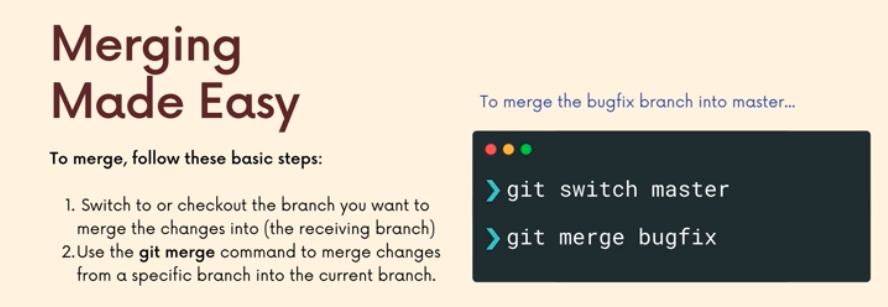 Merging
Made Easy
To merge, follow these basic steps:
1. Switch to or checkout the branch you want to
merge the changes into (the receiving branch)
2.Use the git merge command to merge changes
from a specific branch into the current branch.
To merge the bugfix branch into master...
❯git switch master
❯git merge bugfix